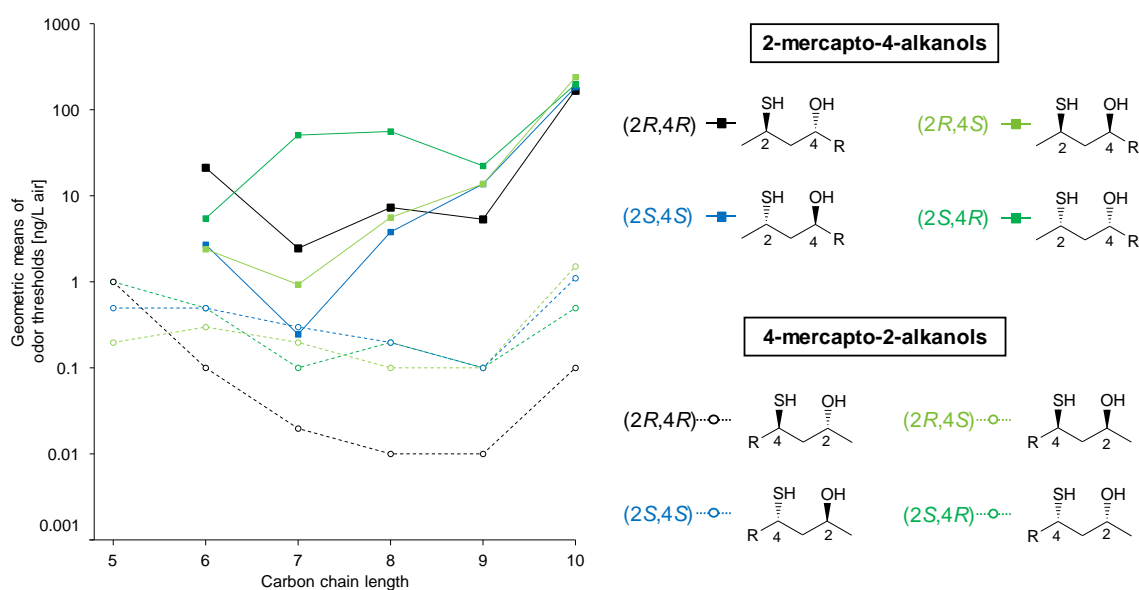 Geometric means of
odor thresholds [ng/L air]
1000
100
10
1
0.1
0.01
0.001
5 6 7 8 9 10
Carbon chain length
2-mercapto-4-alkanols
(2R,4R) SH OH 2 4 R
(2R,4S) SH OH 2 4 R
(2S,4S) SH OH 2 4 R
(2S,4R) SH OH 2 4 R
4-mercapto-2-alkanols
(2R,4R) SH OH R 4 2
(2R,4S) SH OH R 4 2
(2S,4S) SH OH R 4 2
(2S,4R) SH OH R 4 2